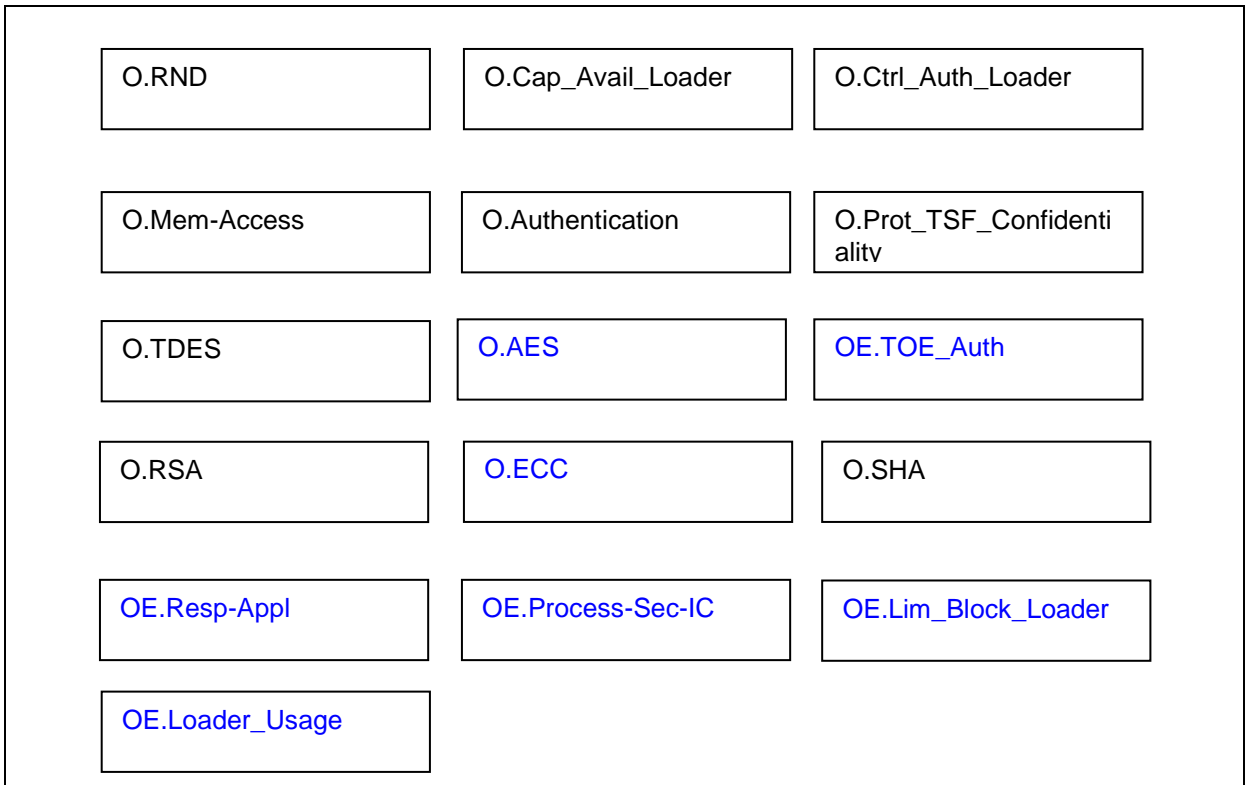 O.RND
O.Cap_Avail_Loader
O.Ctrl_Auth_Loader
O.Mem-Access
O.Authentication
O.Prot_TSF_Confidenti
ality
O.TDES
O.AES
OE.TOE_Auth
O.RSA
O.ECC
O.SHA
OE.Resp-Appl
OE.Process-Sec-IC
OE.Lim_Block_Loader
OE.Loader_Usage